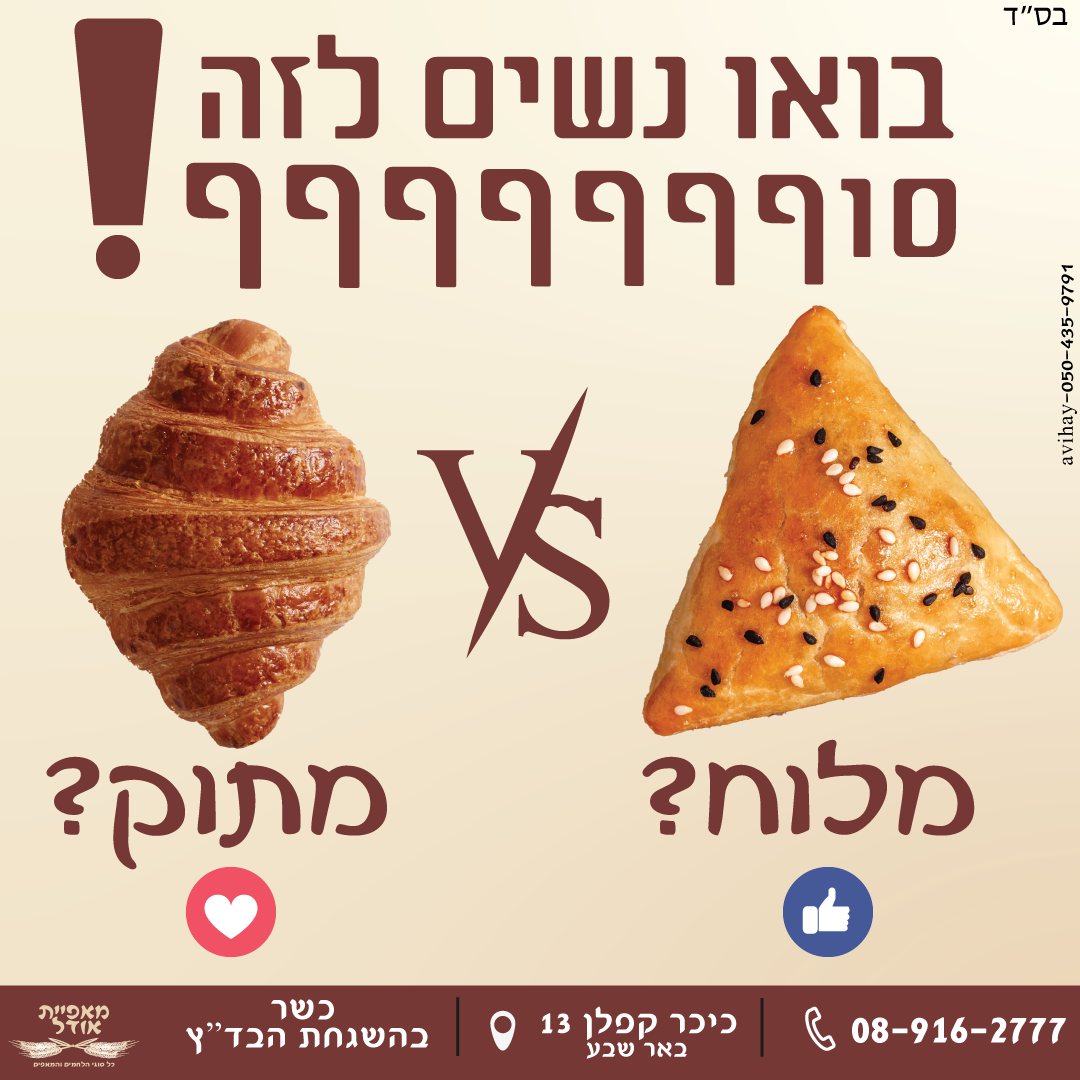 בס״ד
בואו נשים לזה
סוףףףףףףף!
avihay-050-435-9791
VS
מלוח?
מתוק?
08-916-2777
כיכר קפלן 13
באר שבע
כשר
בהשגחת הבד״ץ
מאפיית
אודל
כל סוגי הלחמים והמאפים